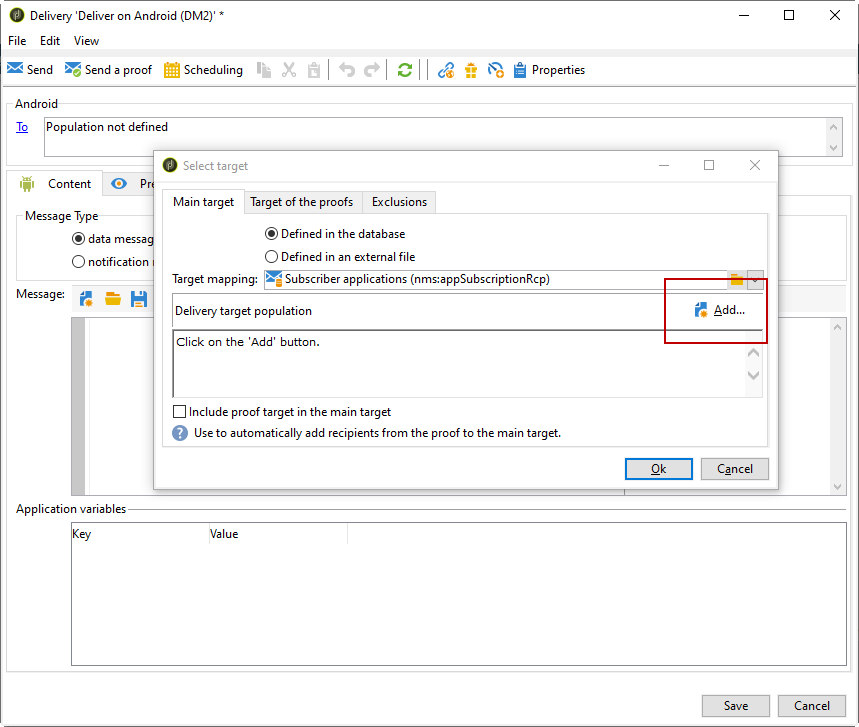 Delivery 'Deliver on Android (DM2)' *
File Edit View
Send Send a proof Scheduling Properties
Android
To Population not defined
Select target
Content
Main target Target of the proofs Exclusions
Message Type
Defined in the database
Defined in an external file
data messag
notification
Target mapping: Subscriber applications (nms:appSubscriptionRcp)
Message:
Delivery target population Add...
Click on the 'Add' button.
Include proof target in the main target
? Use to automatically add recipients from the proof to the main target.
Ok Cancel
Application variables
Key Value
Save Cancel